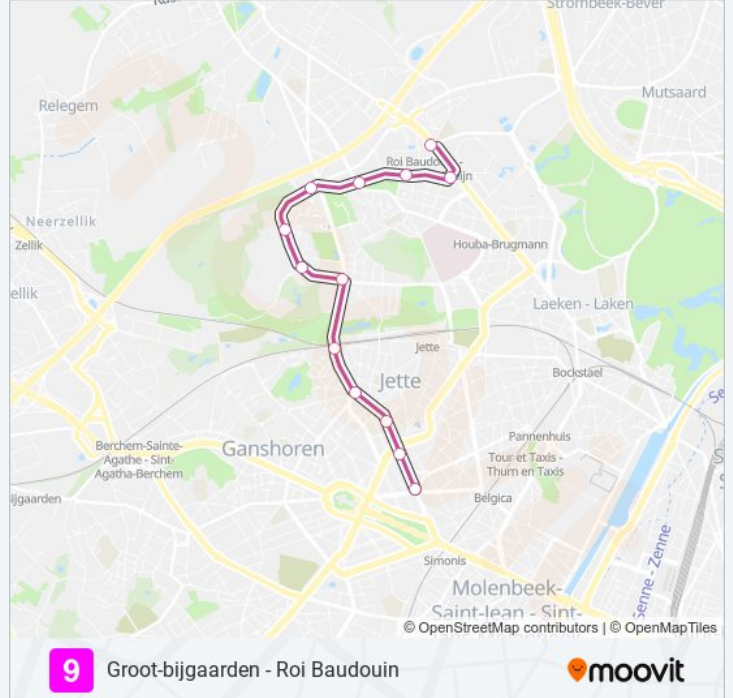 Strombeek-Bever
Mutsaard
Relegem
Roi Baudo
ijn
Neerzellik
Zellik
Houba-Brugmann
ellik
Laeken - Laken
Jette
Bockstael
Jette
Se
Pannenhuis
Berchem-Sainte-
Agathe - Sint-
Agatha-Berchem
Ganshoren
Tour et Taxis -
Thurn en Taxis
S
ijgaarden
Belgica
Simonis
Senne - Zenne
Molenbeek-
Saint-Jean - Sint-
© OpenStreetMap contributors | © OpenMapTiles
9 Groot-bijgaarden - Roi Baudouin
moovit